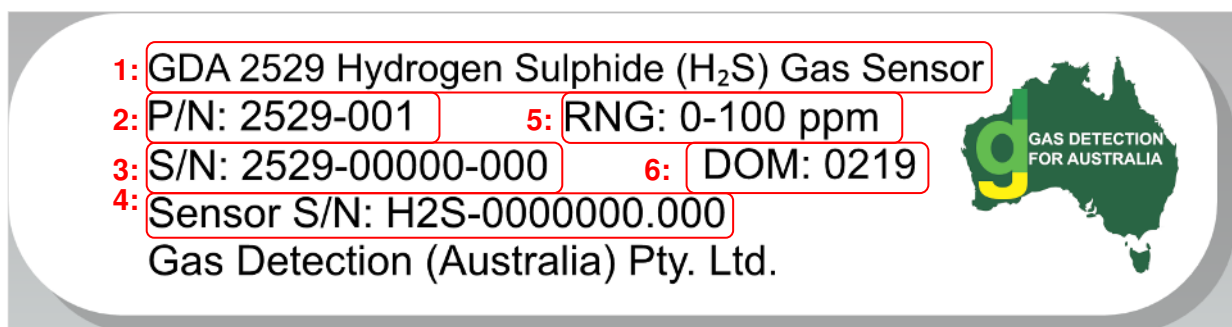 1: GDA 2529 Hydrogen Sulphide (H₂S) Gas Sensor
2: P/N: 2529-001 5: RNG: 0-100 ppm
3: S/N: 2529-00000-000 6: DOM: 0219
4: Sensor S/N: H2S-0000000.000
Gas Detection (Australia) Pty. Ltd.
gd
GAS DETECTION
FOR AUSTRALIA